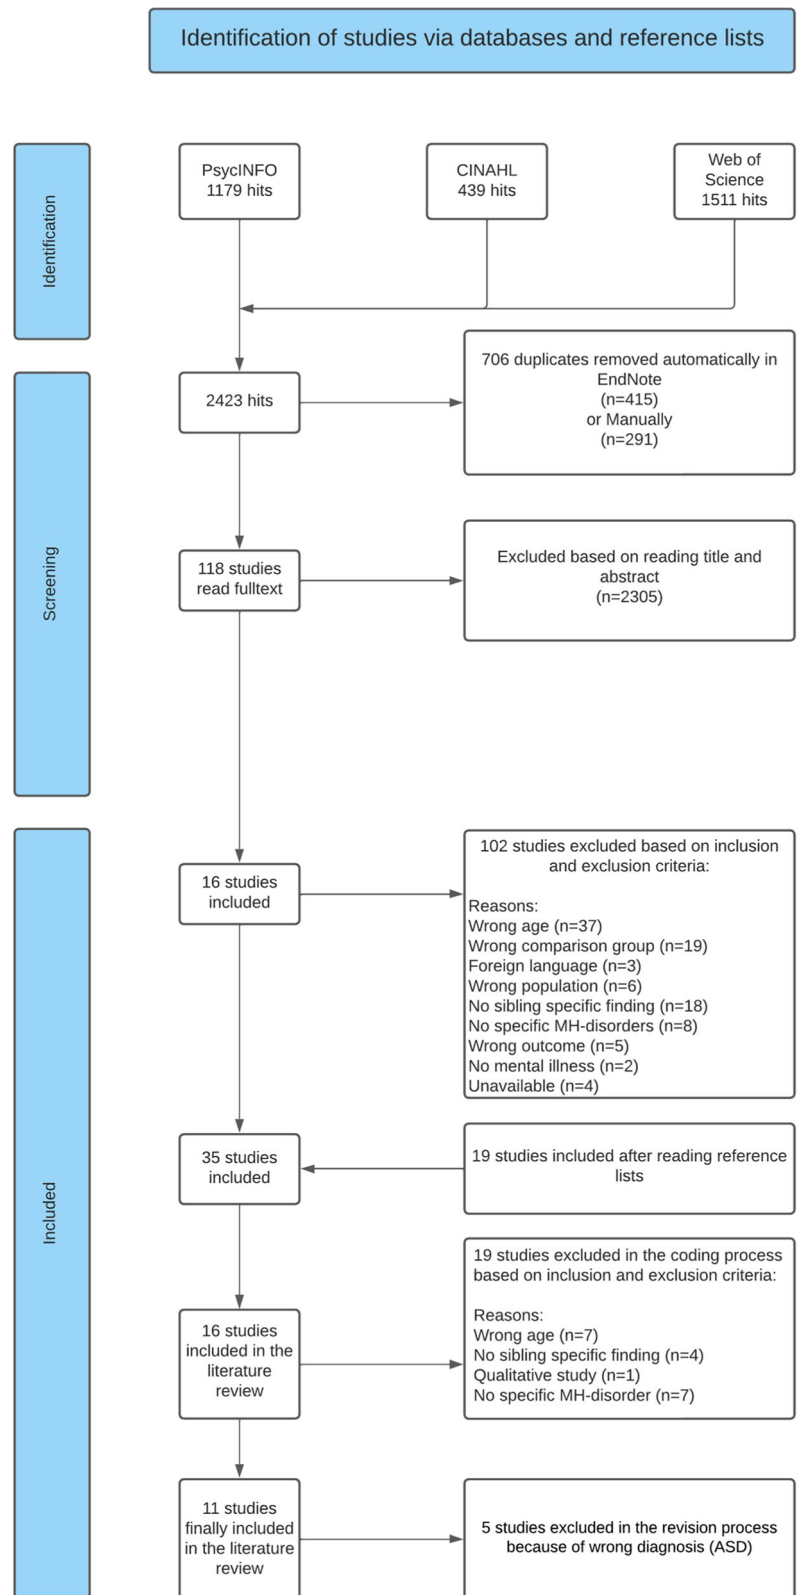 Identification of studies via databases and reference lists
Identification
PsycINFO
1179 hits
CINAHL
439 hits
Web of
Science
1511 hits
Screening
2423 hits
706 duplicates removed automatically in
EndNote
(n=415)
or Manually
(n=291)
118 studies
read fulltext
Excluded based on reading title and
abstract
(n=2305)
Included
16 studies
included
102 studies excluded based on inclusion
and exclusion criteria:
Reasons:
Wrong age (n=37)
Wrong comparison group (n=19)
Foreign language (n=3)
Wrong population (n=6)
No sibling specific finding (n=18)
No specific MH-disorders (n=8)
Wrong outcome (n=5)
No mental illness (n=2)
Unavailable (n=4)
35 studies
included
19 studies included after reading reference
lists
16 studies
included in the
literature
review
19 studies excluded in the coding process
based on inclusion and exclusion criteria:
Reasons:
Wrong age (n=7)
No sibling specific finding (n=4)
Qualitative study (n=1)
No specific MH-disorder (n=7)
11 studies
finally included
in the literature
review
5 studies excluded in the revision process
because of wrong diagnosis (ASD)